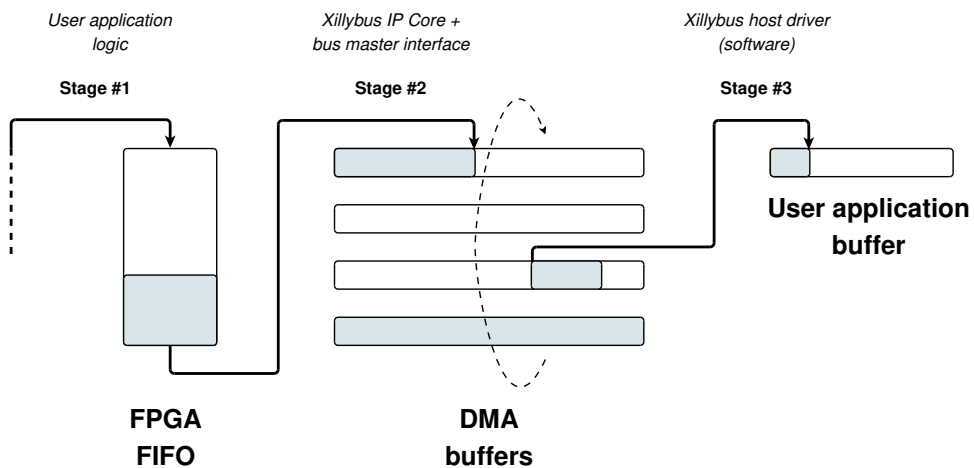 User application
logic
Xillybus IP Core +
bus master interface
Xillybus host driver
(software)
Stage #1
Stage #2
Stage #3
User application
buffer
FPGA
FIFO
DMA
buffers